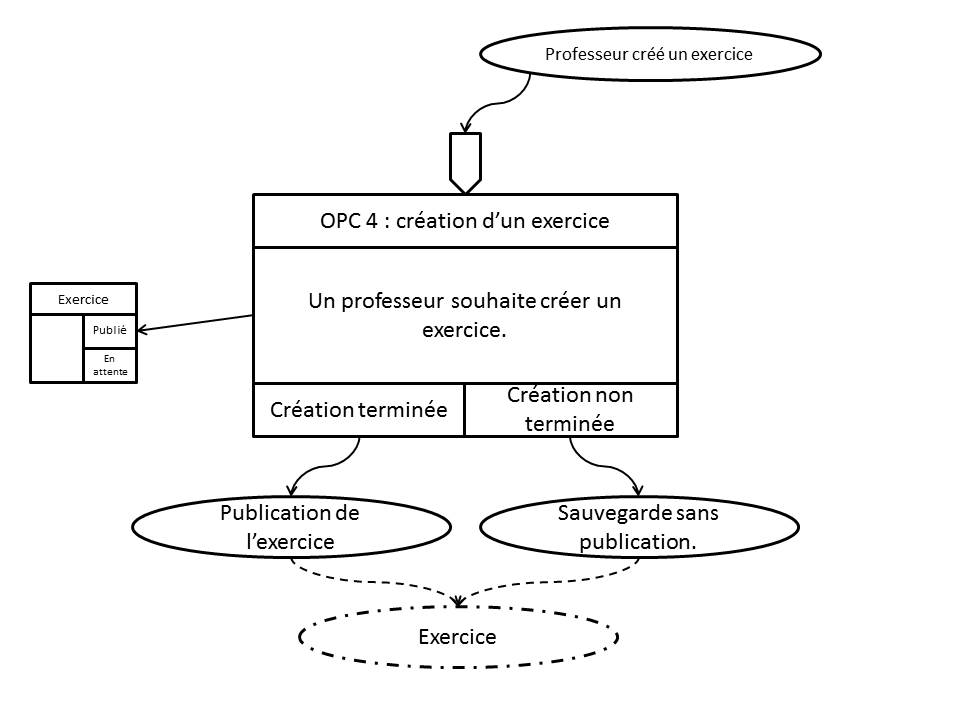 Professeur créé un exercice
OPC 4 : création d’un exercice
Un professeur souhaite créer un
exercice.
Exercice
Publié
En
attente
Création terminée
Création non
terminée
Publication de
l’exercice
Sauvegarde sans
publication.
Exercice